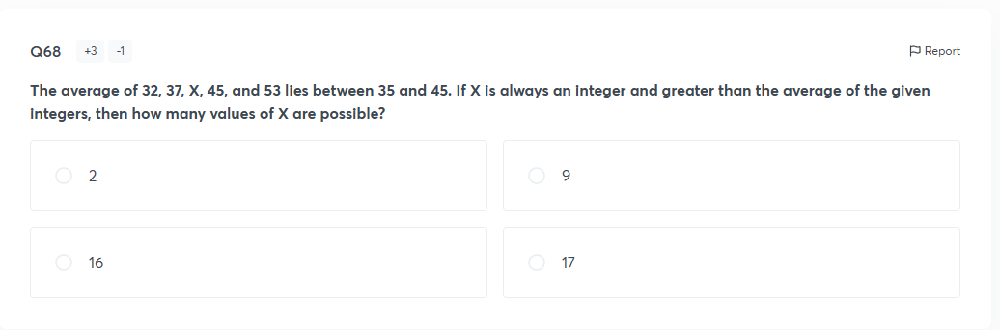 Q68 +3 -1 Report
The average of 32, 37, X, 45, and 53 lies between 35 and 45. If X is always an integer and greater than the average of the given
integers, then how many values of X are possible?
2 9
16 17